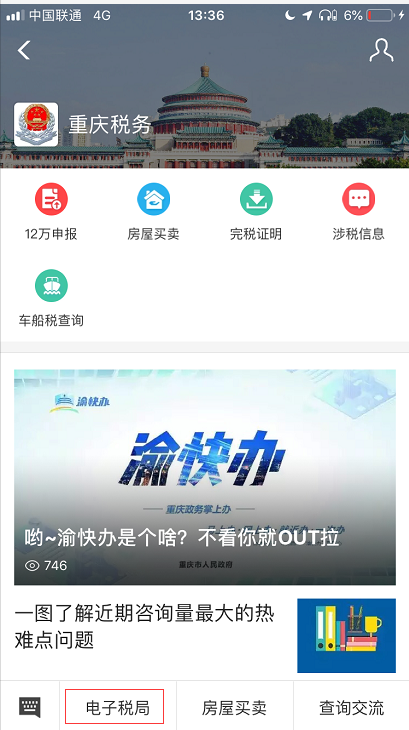 中国联通 4G 13:36 6%
重庆税务
12万申报 房屋买卖 完税证明 涉税信息
车船税查询
渝快办
渝快办
重庆政务掌上办
哟~渝快办是个啥？不看你就OUT拉
746
重庆市人民政府
一图了解近期咨询量最大的热
难点问题
电子税局 房屋买卖 查询交流